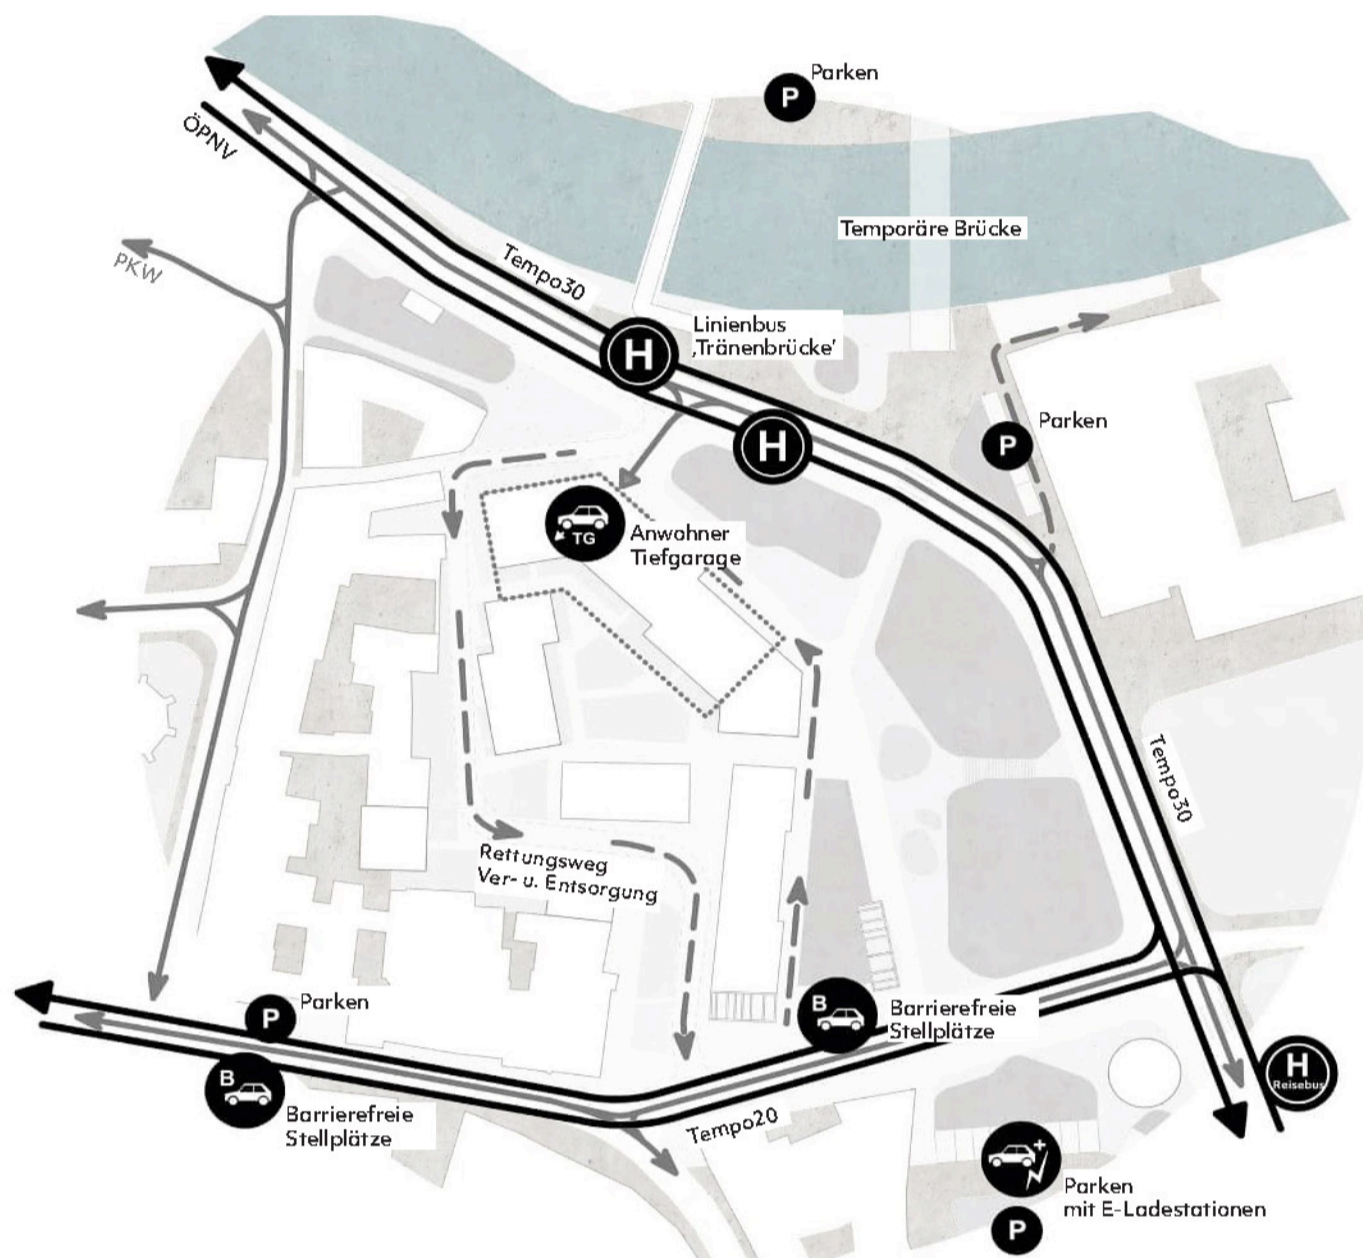 Parken
P
ÖPNV
Temporäre Brücke
PKW
Tempo30
Linienbus
‚Tränenbrücke'
H
H
Parken
P
TG
Anwohner
Tiefgarage
Tempo30
Rettungsweg
Ver- u. Entsorgung
Parken
P
B
Barrierefreie
Stellplätze
B
Barrierefreie
Stellplätze
H
Reisebus
Tempo20
Parken
mit E-Ladestationen
P